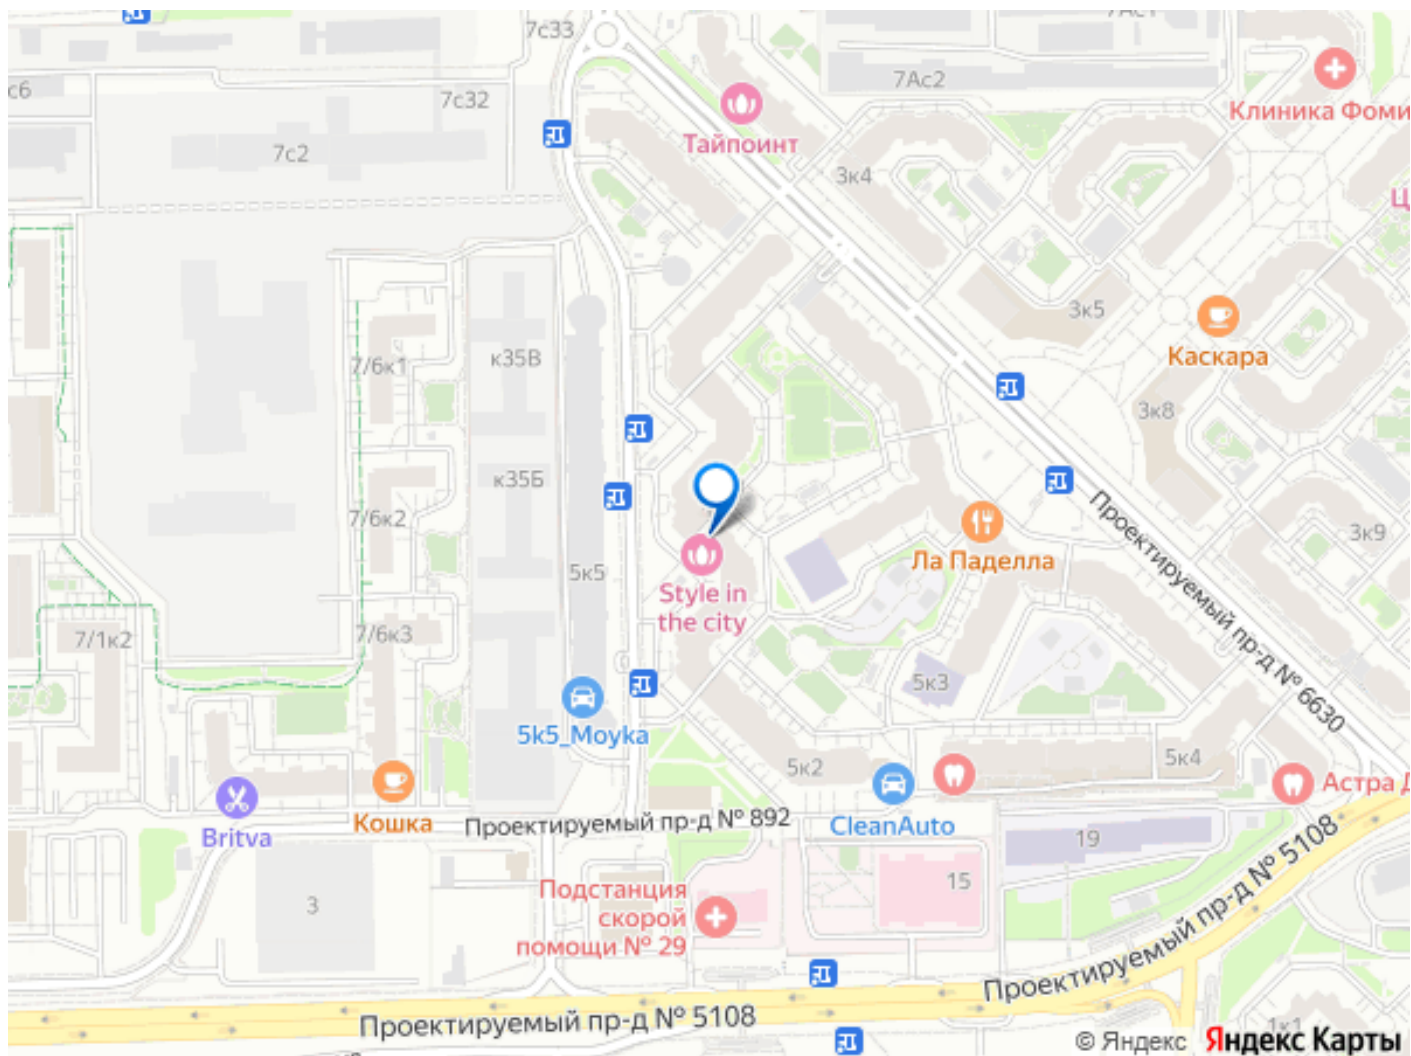 7с33
7Ас1
с6
7с32
7Ас2
Клиника Фоми
Тайпоинт
7с2
3к4
Ц
3к5
Каскара
к35В
7/6к1
3к8
к35Б
7/6к2
Проектируемый пр-д № 6630
3к9
Ла Паделла
5к5
Style in
the city
7/1к2
7/6к3
5к3
5k5_Moyka
5к2
5к4
Астра Д
Britva
Кошка
Проектируемый пр-д № 892
CleanAuto
19
3
15
Подстанция
скорой
помощи № 29
Проектируемый пр-д № 5108
Проектируемый пр-д № 5108
1к1
© Яндекс
Яндекс Карты